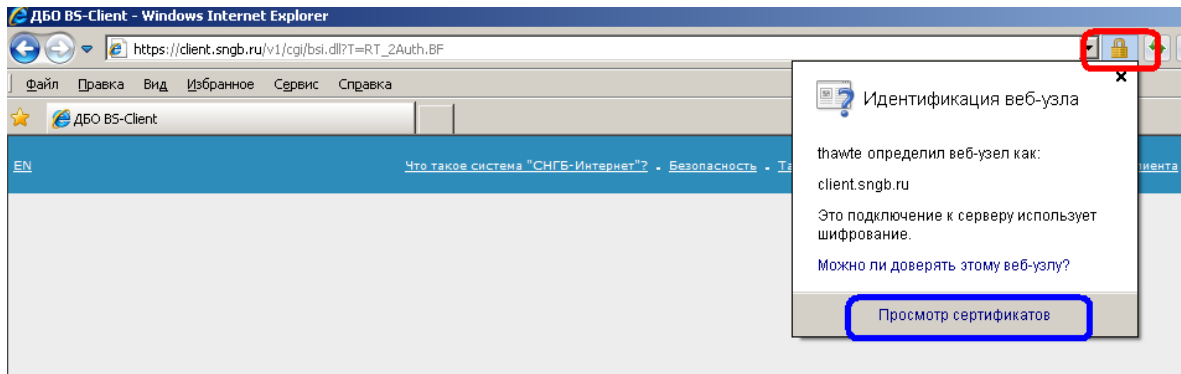 ДБО BS-Client - Windows Internet Explorer
https://client.sngb.ru/v1/cgi/bsi.dll?T=RT_2Auth.BF
Файл Правка Вид Избранное Сервис Справка
ДБО BS-Client
EN Что такое система "СНГБ-Интернет"? . Безопасность .
Идентификация веб-узла
thawte определил веб-узел как:
client.sngb.ru
Это подключение к серверу использует
шифрование.
Можно ли доверять этому веб-узлу?
Просмотр сертификатов